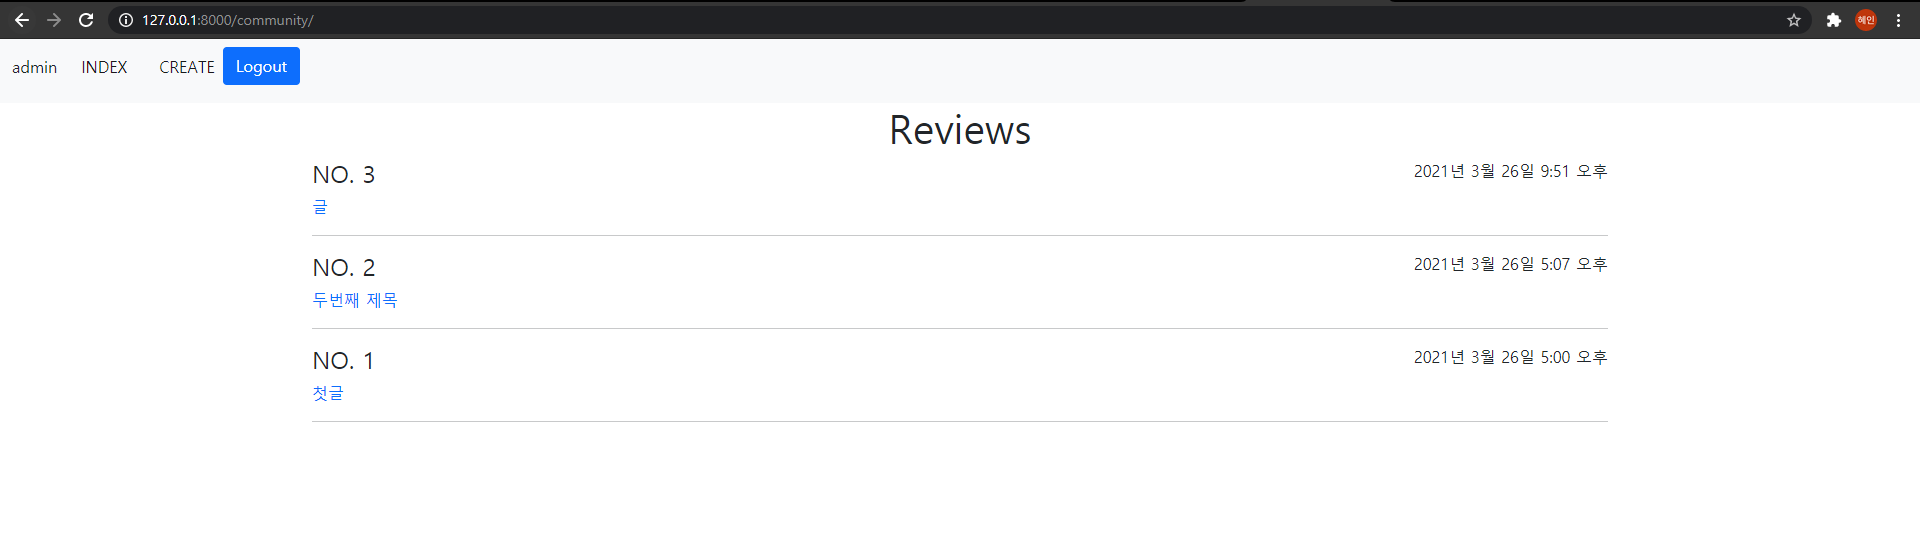 127.0.0.1:8000/community/
혜인
admin INDEX CREATE Logout
Reviews
NO. 3 2021년 3월 26일 9:51 오후
글
NO. 2 2021년 3월 26일 5:07 오후
두번째 제목
NO. 1 2021년 3월 26일 5:00 오후
첫글